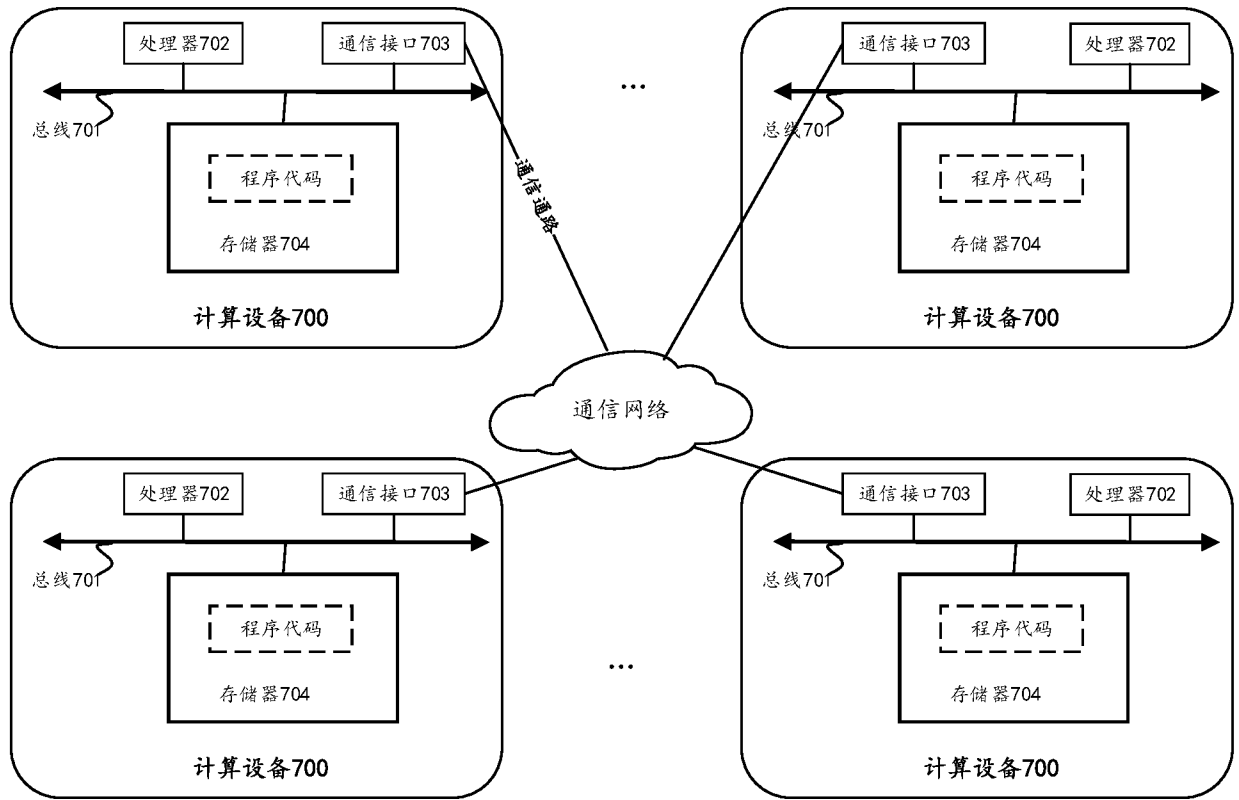 处理器702
通信接口703
总线701
程序代码
存储器704
计算设备700
...
通信接口703
处理器702
总线701
程序代码
存储器704
计算设备700
通信通路
通信网络
处理器702
通信接口703
总线701
程序代码
存储器704
计算设备700
...
通信接口703
处理器702
总线701
程序代码
存储器704
计算设备700